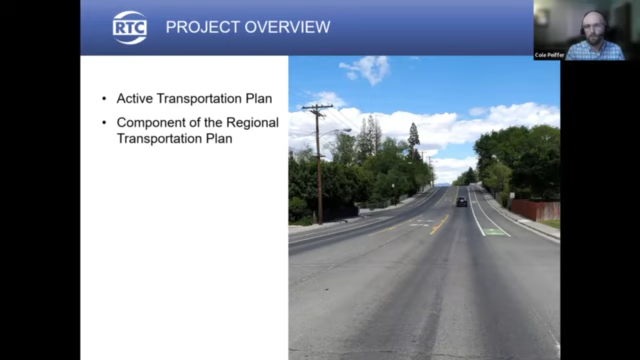 RTC
PROJECT OVERVIEW
Cole Peiffer
• Active Transportation Plan
• Component of the Regional
Transportation Plan